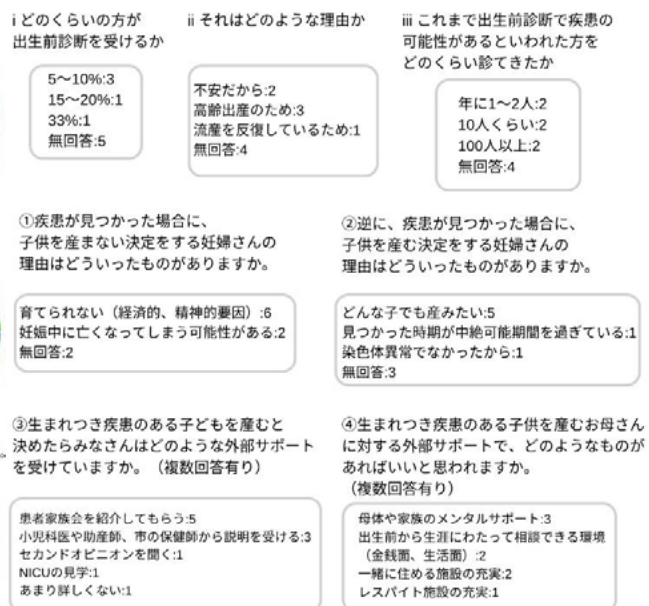 ⅰ どのくらいの方が
出生前診断を受けるか
5〜10%:3
15〜20%:1
33%:1
無回答:5
ⅱ それはどのような理由か
不安だから:2
高齢出産のため:3
流産を反復しているため:1
無回答:4
ⅲ これまで出生前診断で疾患の
可能性があるといわれた方を
どのくらい診てきたか
年に1〜2人:2
10人くらい:2
100人以上:2
無回答:4
①疾患が見つかった場合に、
子供を産まない決定をする妊婦さんの
理由はどういったものがありますか。
育てられない（経済的、精神的要因）:6
妊娠中に亡くなってしまう可能性がある:2
無回答:2
②逆に、疾患が見つかった場合に、
子供を産む決定をする妊婦さんの
理由はどういったものがありますか。
どんな子でも産みたい:5
見つかった時期が中絶可能期間を過ぎている:1
染色体異常でなかったから:1
無回答:3
③生まれつき疾患のある子どもを産むと
決めたらみなさんはどのような外部サポート
を受けていますか。（複数回答有り）
患者家族会を紹介してもらう:5
小児科医や助産師、市の保健師から説明を受ける:3
セカンドオピニオンを聞く:1
NICUの見学:1
あまり詳しくない:1
④生まれつき疾患のある子供を産むお母さん
に対する外部サポートで、どのようなものが
あればいいと思われますか。
（複数回答有り）
母体や家族のメンタルサポート:3
出生前から生涯にわたって相談できる環境
（金銭面、生活面）:2
一緒に住める施設の充実:2
レスパイト施設の充実:1